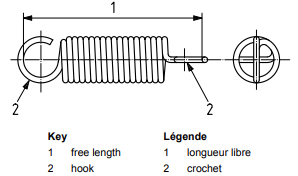 1
2
2
Key Légende
1 free length 1 longueur libre
2 hook 2 crochet